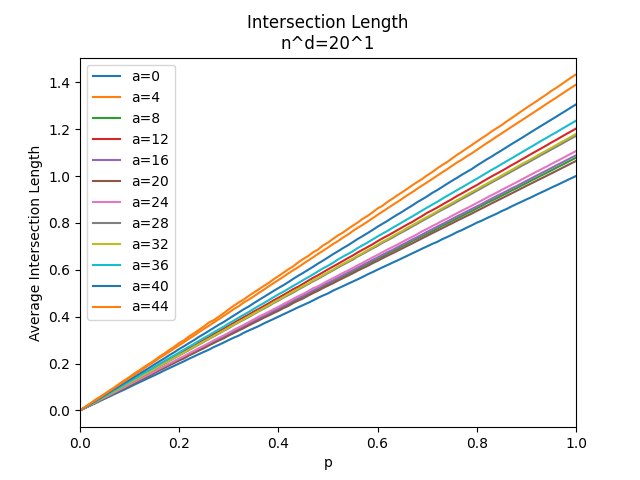 Intersection Length
n^d=20^1
a=0
a=4
a=8
a=12
a=16
a=20
a=24
a=28
a=32
a=36
a=40
a=44
Average Intersection Length
1.4
1.2
1.0
0.8
0.6
0.4
0.2
0.0
0.0 0.2 0.4 0.6 0.8 1.0
p